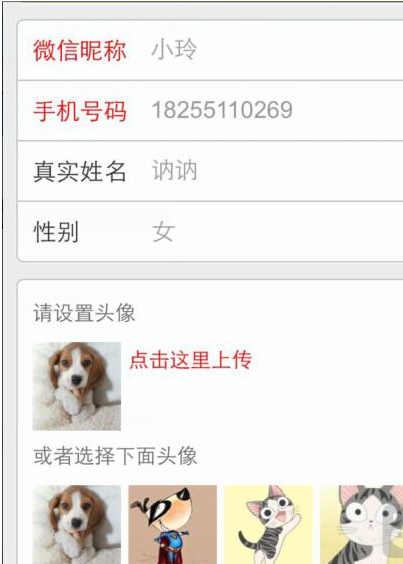 微信昵称 小玲
手机号码 18255110269
真实姓名 讷讷
性别 女
请设置头像
点击这里上传
或者选择下面头像